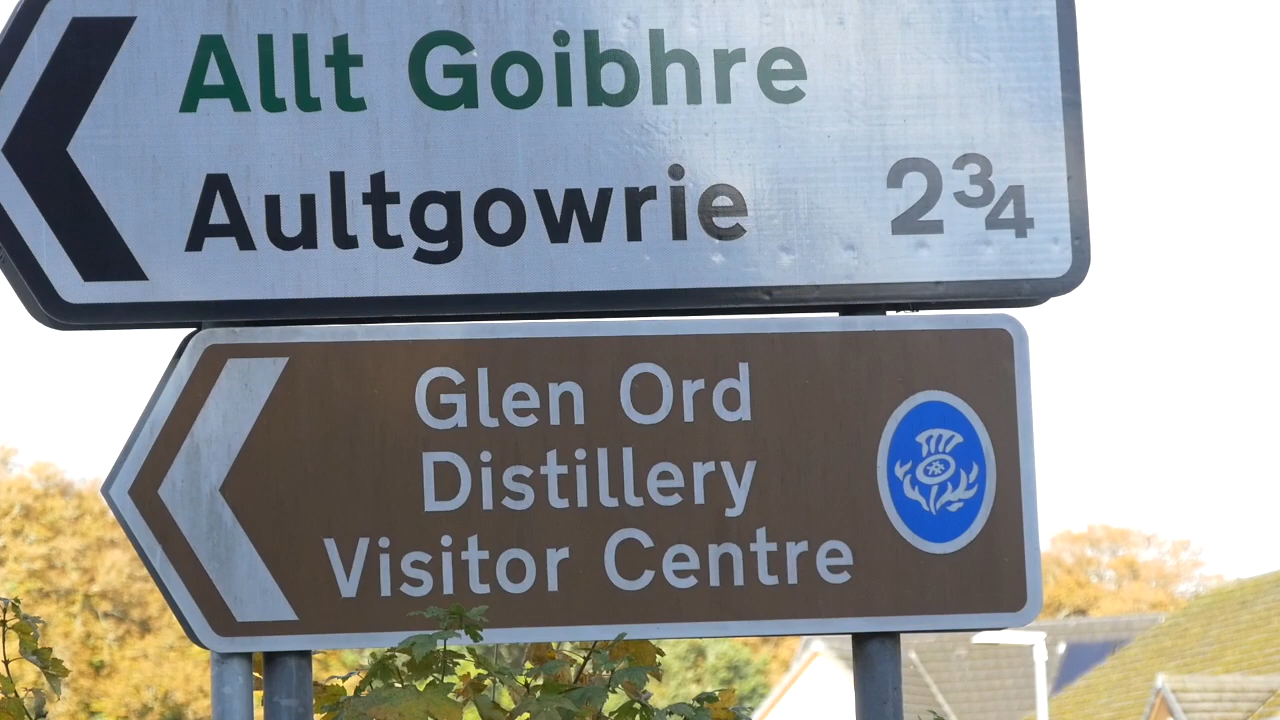 Allt Goibhre
Aultgowrie 2¾
Glen Ord
Distillery
Visitor Centre